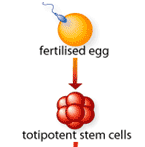 fertilised egg
totipotent stem cells